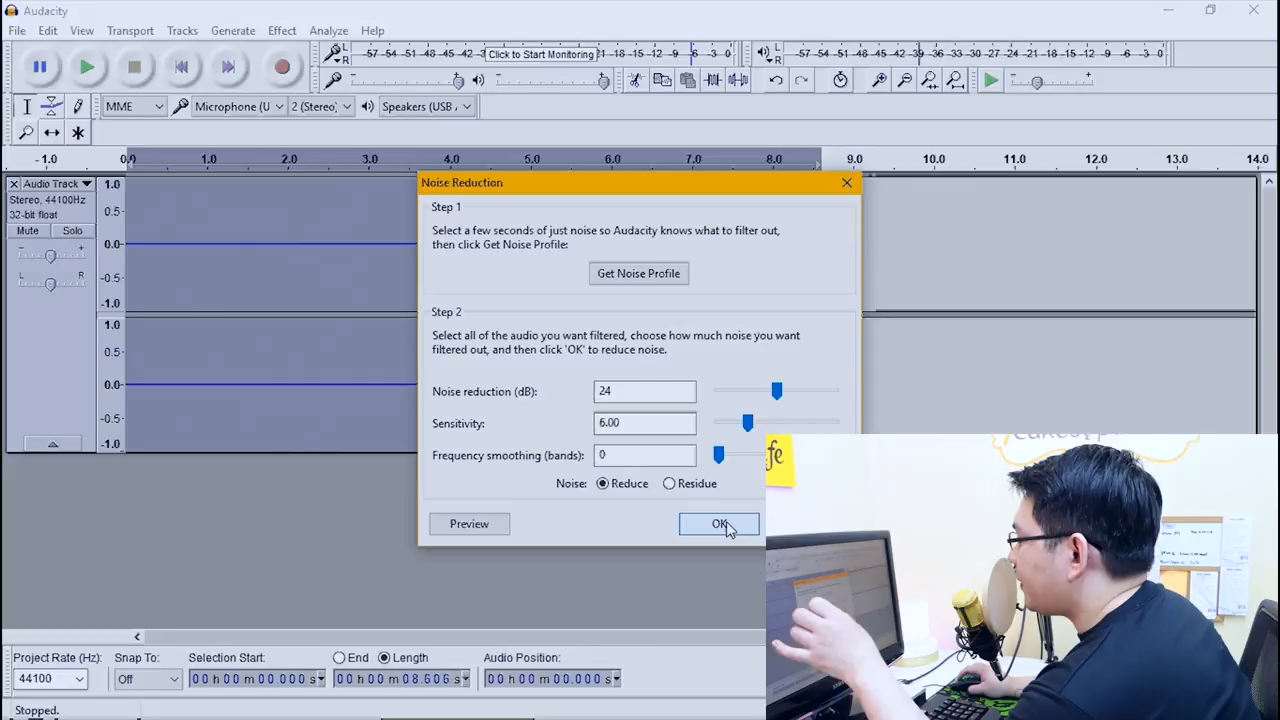 Audacity
File Edit View Transport Tracks Generate Effect Analyze Help
L R -57 -54 -51 -48 -45 -42 Click to Start Monitoring -21 -18 -15 -12 -9 -6 -3 0 L R -57 -54 -51 -48 -45 -42 -39 -36 -33 -30 -27 -24 -21 -18 -15 -12 -9 -6 -3 0
MME Microphone (U 2 (Stereo) Speakers (USB
-1.0 0.0 1.0 2.0 3.0 4.0 5.0 6.0 7.0 8.0 9.0 10.0 11.0 12.0 13.0 14.0
Audio Track
Stereo, 44100Hz
32-bit float
Mute Solo
- +
L R
1.0
0.5
0.0
-0.5
-1.0
1.0
0.5
0.0
-0.5
-1.0
Noise Reduction
Step 1
Select a few seconds of just noise so Audacity knows what to filter out,
then click Get Noise Profile:
Get Noise Profile
Step 2
Select all of the audio you want filtered, choose how much noise you want
filtered out, and then click 'OK' to reduce noise.
Noise reduction (dB): 24
Sensitivity: 6.00
Frequency smoothing (bands): 0
Noise: Reduce Residue
Preview OK
fe
Project Rate (Hz): Snap To: Selection Start: End Length Audio Position:
44100 Off 00 h 00 m 00.000 s 00 h 00 m 08.606 s 00 h 00 m 00.000 s
Stopped.